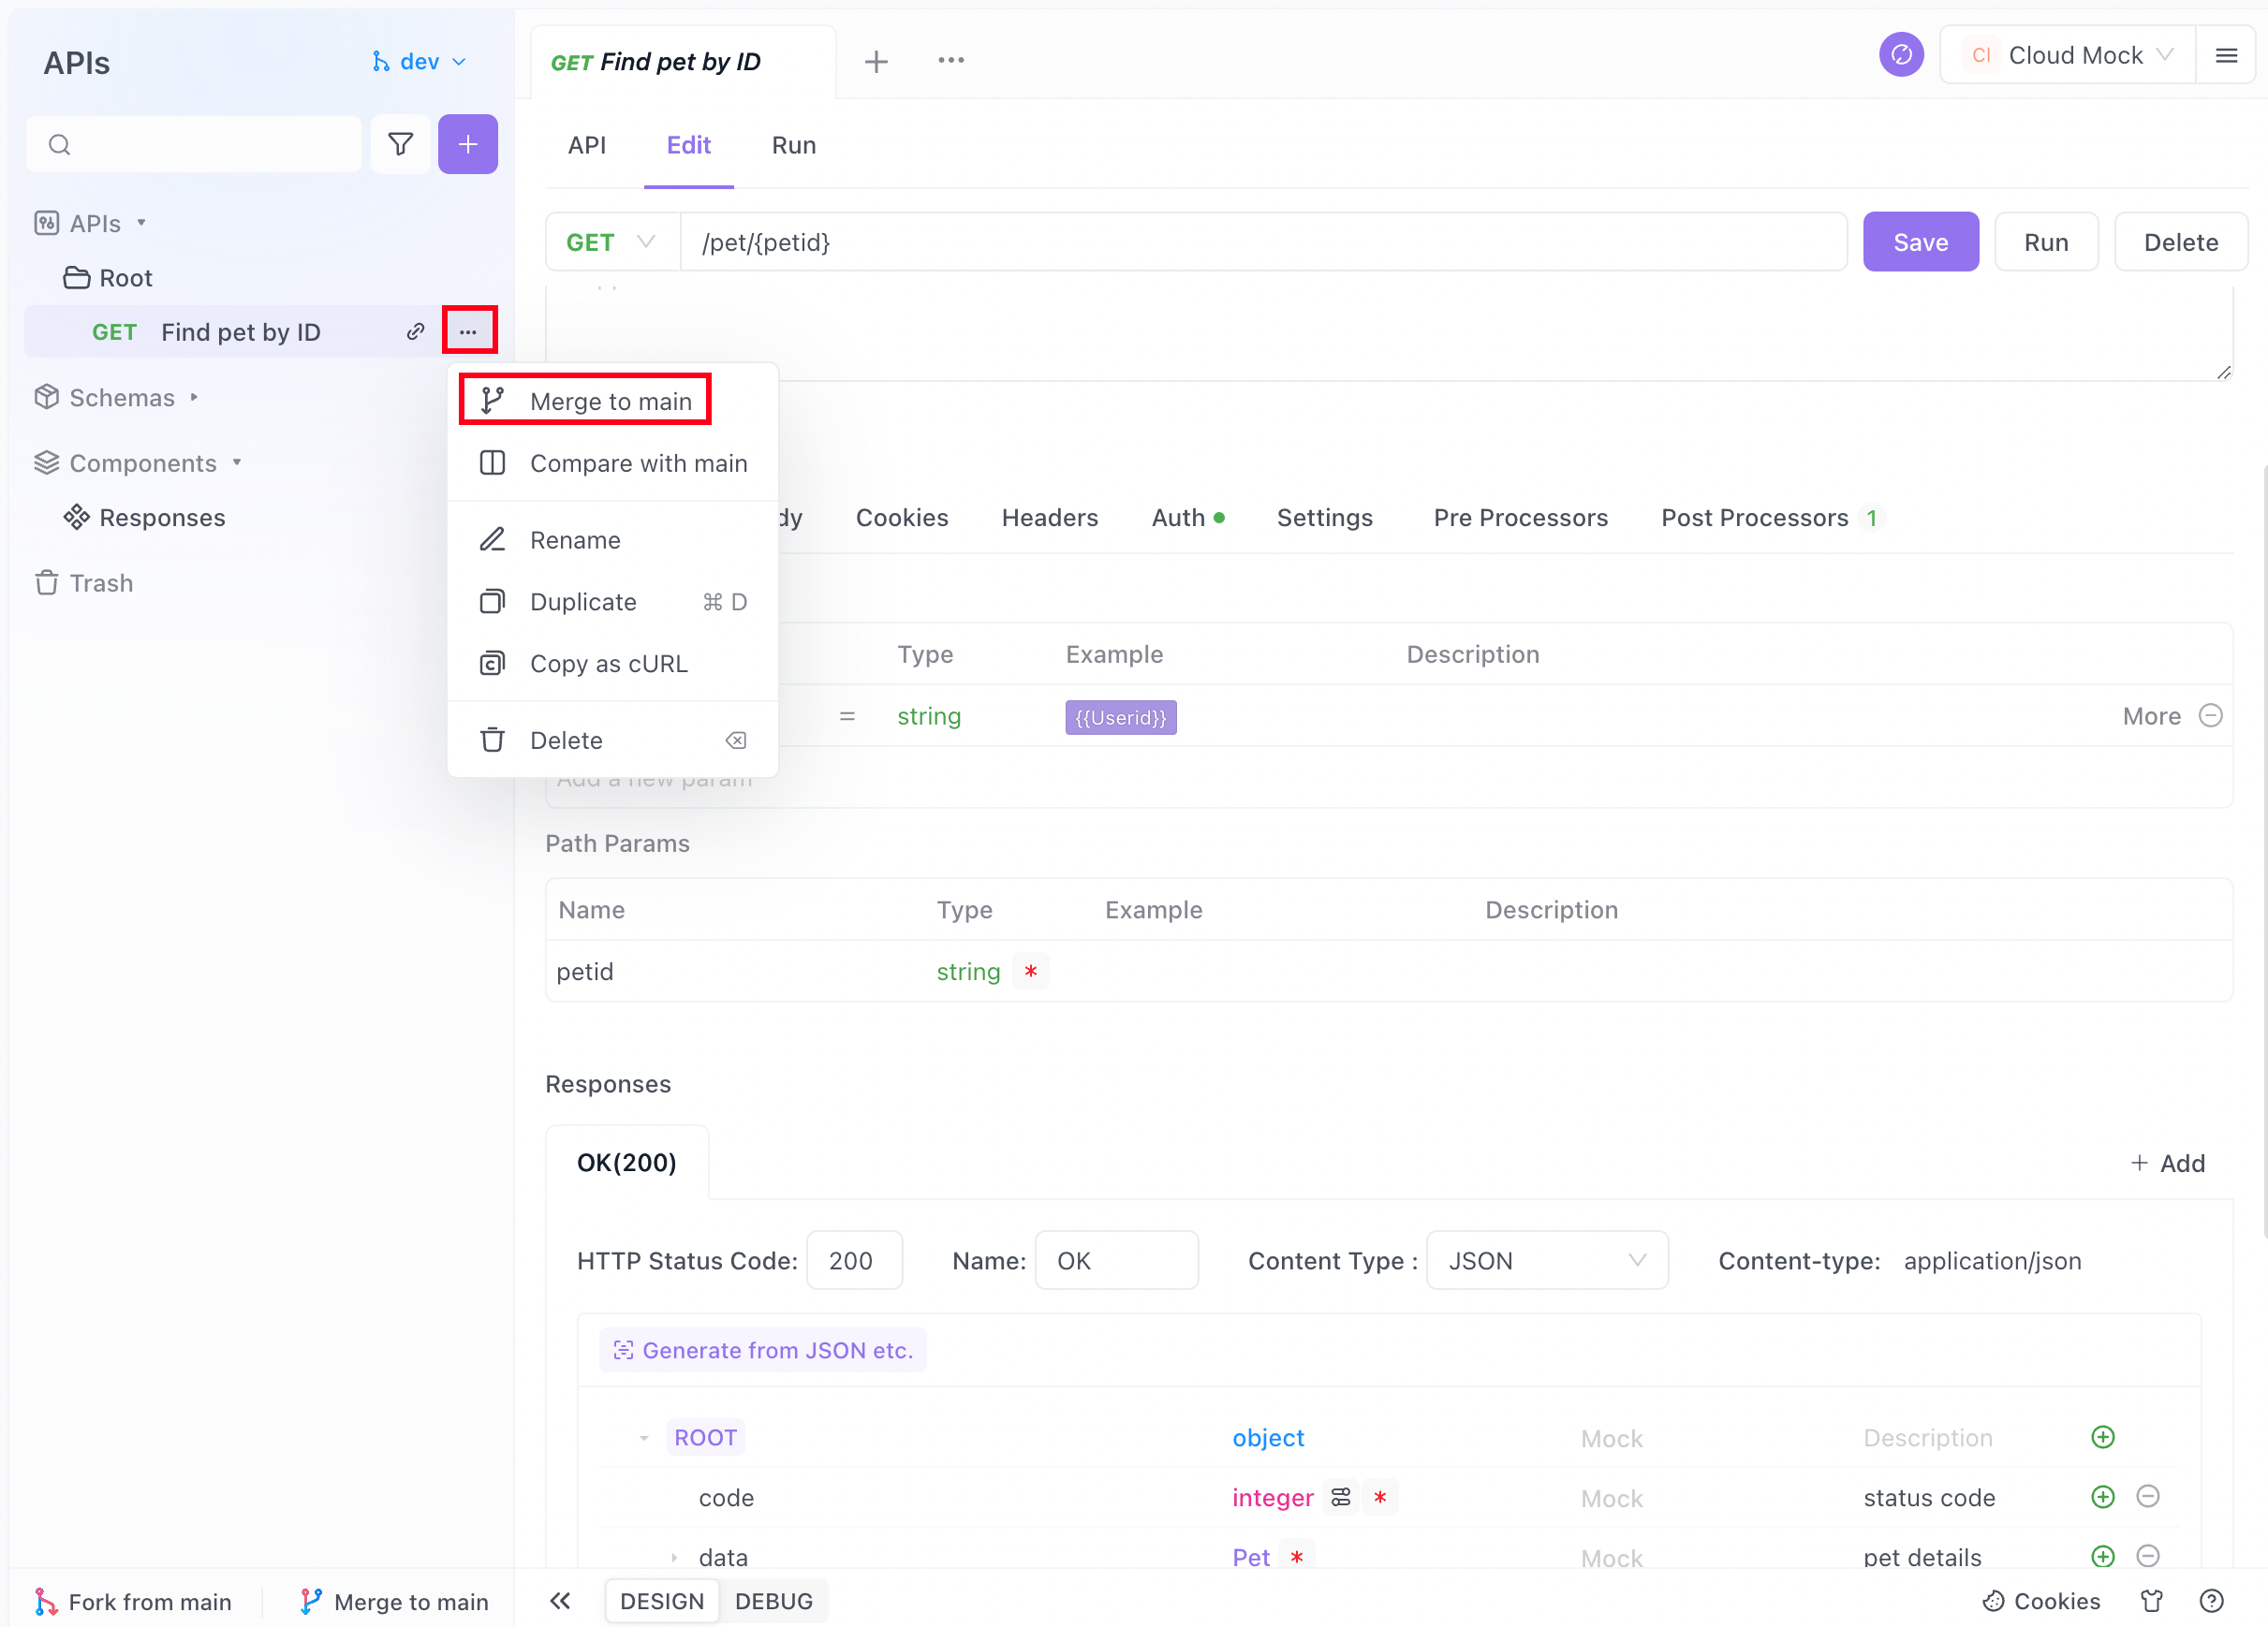 APIs
dev
GET Find pet by ID
CI Cloud Mock
API Edit Run
GET /pet/{petid} Save Run Delete
APIs
Root
GET Find pet by ID
Merge to main
Compare with main
Rename
Duplicate ⌘ D
Copy as cURL
Delete
Schemas
Components
Responses
Trash
dy Cookies Headers Auth Settings Pre Processors Post Processors 1
Type Example Description
= string {{Userid}} More
Add a new param
Path Params
Name Type Example Description
petid string *
Responses
OK(200) + Add
HTTP Status Code: 200 Name: OK Content Type : JSON Content-type: application/json
Generate from JSON etc.
ROOT object Mock Description
code integer * Mock status code
data Pet * Mock pet details
Fork from main Merge to main DESIGN DEBUG Cookies